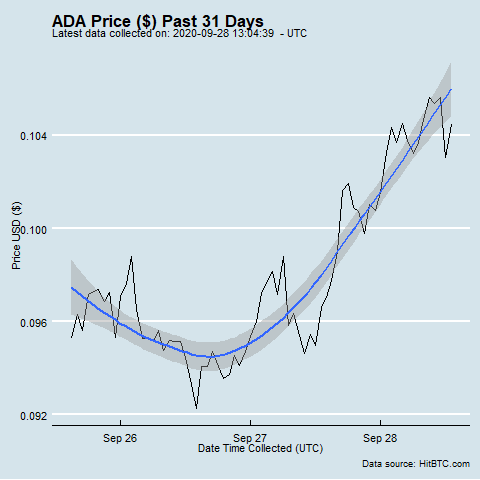 ADA Price ($) Past 31 Days
Latest data collected on: 2020-09-28 13:04:39 - UTC
0.104
0.100
0.096
0.092
Price USD ($)
Sep 26 Sep 27 Sep 28
Date Time Collected (UTC)
Data source: HitBTC.com